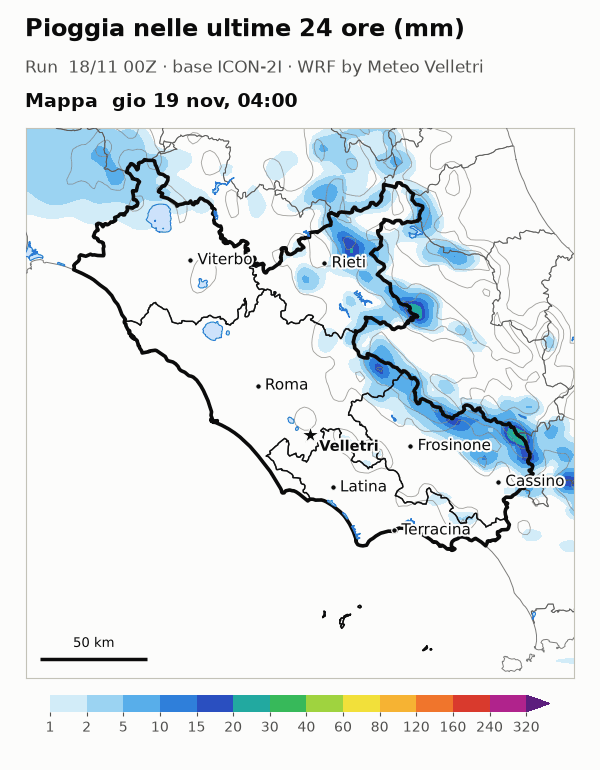 Pioggia nelle ultime 24 ore (mm)
Run 18/11 00Z · base ICON-2I · WRF by Meteo Velletri
Mappa gio 19 nov, 04:00
Viterbo
Rieti
Roma
Velletri
Frosinone
Latina
Cassino
Terracina
50 km
1 2 5 10 15 20 30 40 60 80 120 160 240 320